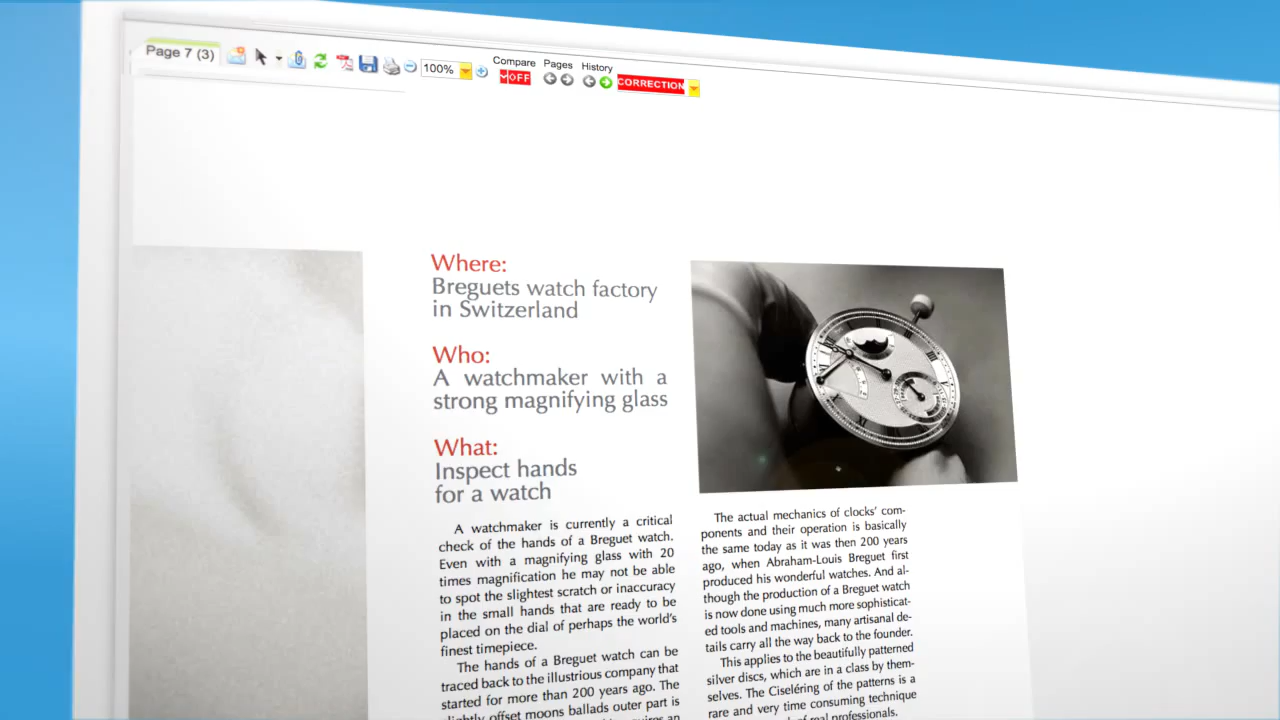 Page 7 (3)
100%
Compare
OFF
Pages
History
CORRECTION
Where:
Breguets watch factory
in Switzerland
Who:
A watchmaker with a
strong magnifying glass
What:
Inspect hands
for a watch
A watchmaker is currently a critical
check of the hands of a Breguet watch.
Even with a magnifying glass with 20
times magnification he may not be able
to spot the slightest scratch or inaccuracy
in the small hands that are ready to be
placed on the dial of perhaps the world's
finest timepiece.
The hands of a Breguet watch can be
traced back to the illustrious company that
started for more than 200 years ago. The
offset moons ballads outer part is
The actual mechanics of clocks' com-
ponents and their operation is basically
the same today as it was then 200 years
ago, when Abraham-Louis Breguet first
produced his wonderful watches. And al-
though the production of a Breguet watch
is now done using much more sophisticat-
ed tools and machines, many artisanal de-
tails carry all the way back to the founder.
This applies to the beautifully patterned
silver discs, which are in a class by them-
selves. The Ciseléring of the patterns is a
rare and very time consuming technique
of real professionals.